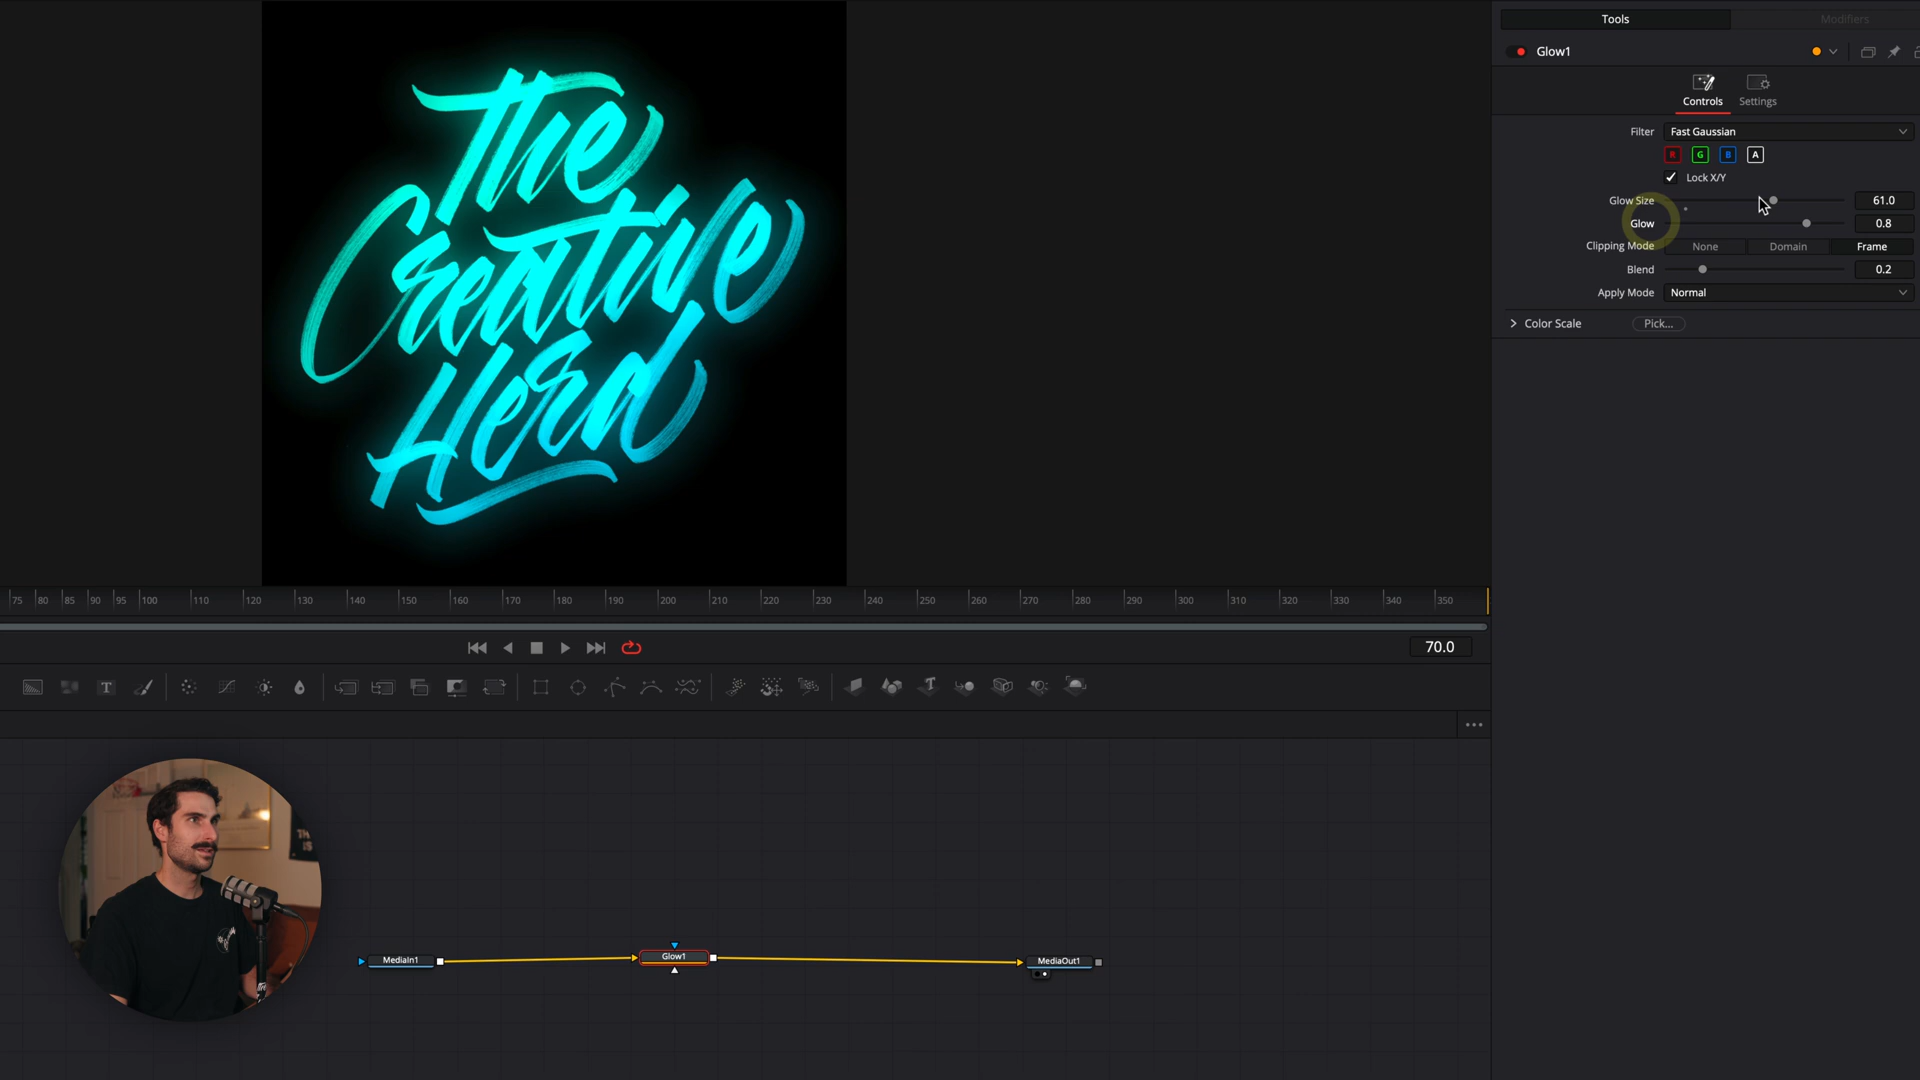 Tools
Modifiers
Glow1
Controls
Settings
Filter
Fast Gaussian
R
G
B
A
Lock X/Y
Glow Size
61.0
Glow
0.8
Clipping Mode
None
Domain
Frame
Blend
0.2
Apply Mode
Normal
Color Scale
Pick...
The
Creative
Herd
75 80 85 90 95 100 110 120 130 140 150 160 170 180 190 200 210 220 230 240 250 260 270 280 290 300 310 320 330 340 350
70.0
T
T
MediaIn1
Glow1
MediaOut1